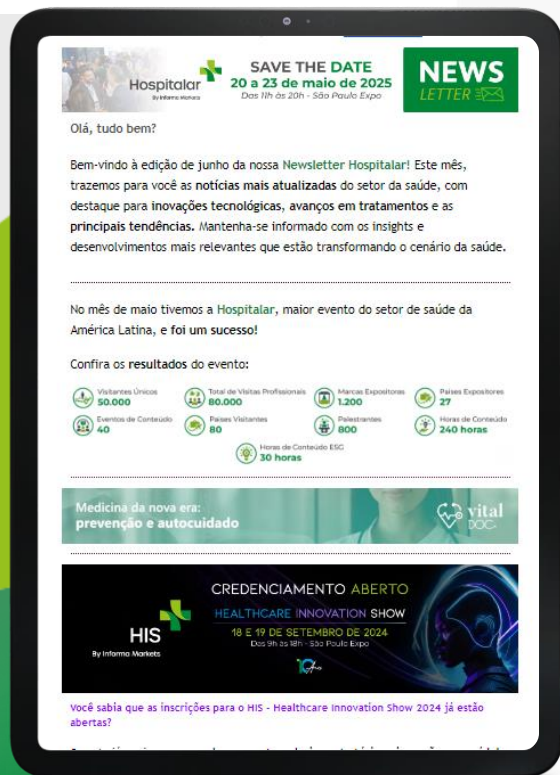 Hospitalar
By Informa Markets
SAVE THE DATE
20 a 23 de maio de 2025
Das 11h às 20h - São Paulo Expo
NEWS
LETTER
Olá, tudo bem?
Bem-vindo à edição de junho da nossa Newsletter Hospitalar! Este mês,
trazemos para você as notícias mais atualizadas do setor da saúde, com
destaque para inovações tecnológicas, avanços em tratamentos e as
principais tendências. Mantenha-se informado com os insights e
desenvolvimentos mais relevantes que estão transformando o cenário da saúde.
No mês de maio tivemos a Hospitalar, maior evento do setor de saúde da
América Latina, e foi um sucesso!
Confira os resultados do evento:
Visitantes Únicos
50.000
Total de Visitas Profissionais
80.000
Marcas Expositoras
1.200
Países Expositores
27
Eventos de Conteúdo
40
Países Visitantes
80
Palestrantes
800
Horas de Conteúdo
240 horas
Horas de Conteúdo ESG
30 horas
Medicina da nova era:
prevenção e autocuidado
vital
DOC
HIS
By Informa Markets
CREDENCIAMENTO ABERTO
HEALTHCARE INNOVATION SHOW
18 E 19 DE SETEMBRO DE 2024
Das 9h às 18h - São Paulo Expo
Você sabia que as inscrições para o HIS - Healthcare Innovation Show 2024 já estão
abertas?